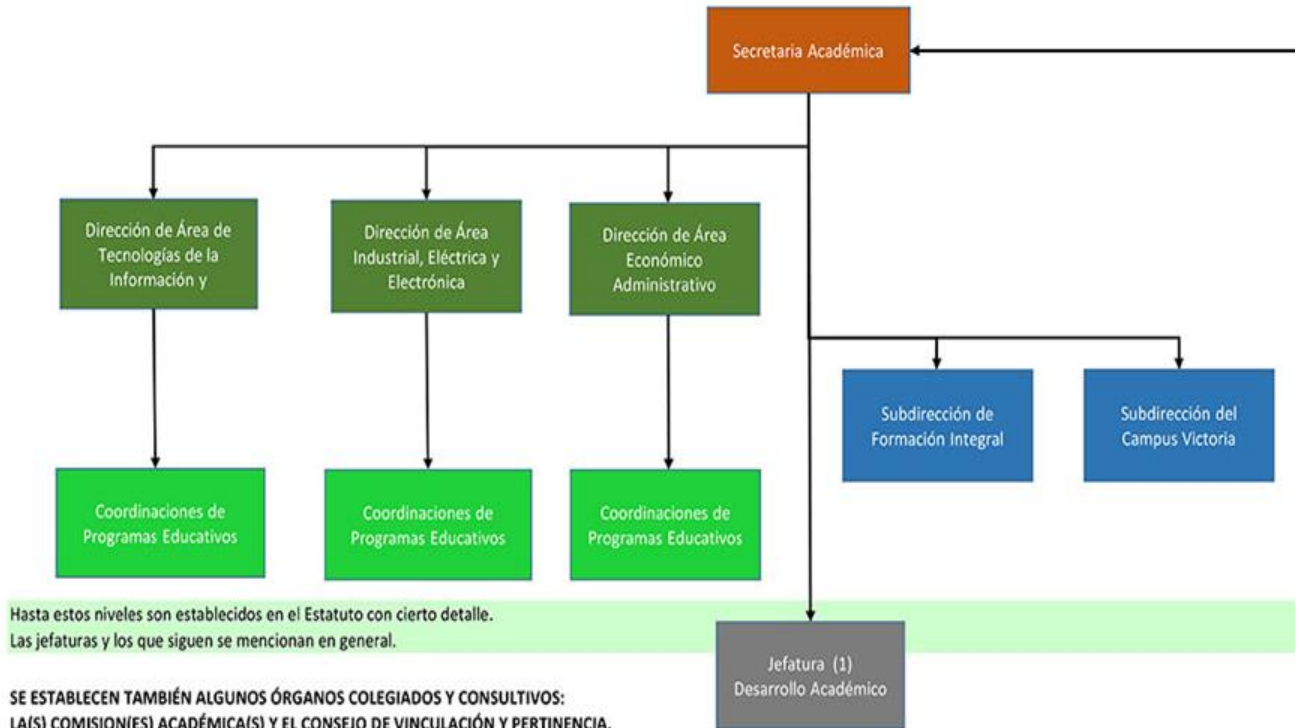 Secretaria Académica
Dirección de Área de
Tecnologías de la
Información y
Dirección de Área
Industrial, Eléctrica y
Electrónica
Dirección de Área
Económico
Administrativo
Subdirección de
Formación Integral
Subdirección del
Campus Victoria
Coordinaciones de
Programas Educativos
Coordinaciones de
Programas Educativos
Coordinaciones de
Programas Educativos
Hasta estos niveles son establecidos en el Estatuto con cierto detalle.
Las jefaturas y los que siguen se mencionan en general.
Jefatura (1)
Desarrollo Académico
SE ESTABLECEN TAMBIÉN ALGUNOS ÓRGANOS COLEGIADOS Y CONSULTIVOS:
LA(S) COMISION(ES) ACADÉMICA(S) Y EL CONSEJO DE VINCULACIÓN Y PERTINENCIA.